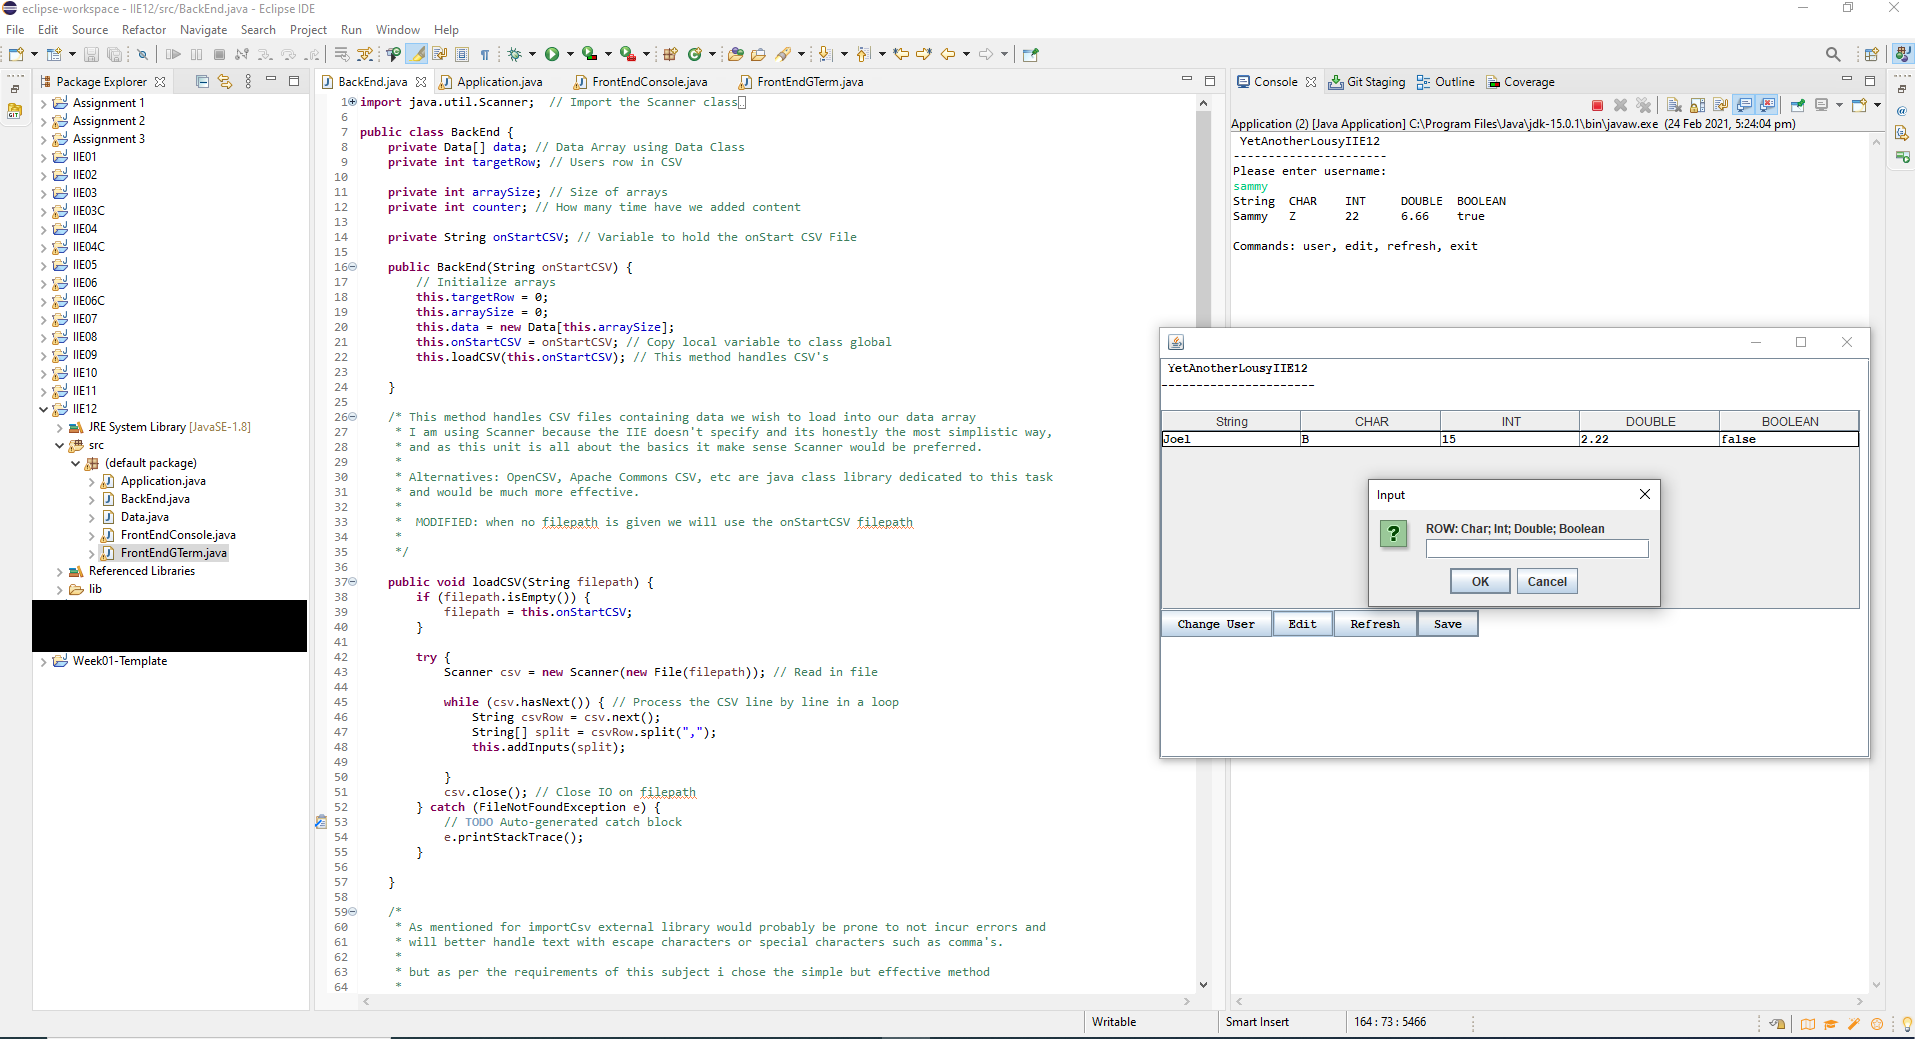 eclipse-workspace - IIE12/src/BackEnd.java - Eclipse IDE
File Edit Source Refactor Navigate Search Project Run Window Help
Package Explorer
Assignment 1
Assignment 2
Assignment 3
IIE01
IIE02
IIE03
IIE03C
IIE04
IIE04C
IIE05
IIE06
IIE06C
IIE07
IIE08
IIE09
IIE10
IIE11
IIE12
JRE System Library [JavaSE-1.8]
src
(default package)
Application.java
BackEnd.java
Data.java
FrontEndConsole.java
FrontEndGTerm.java
Referenced Libraries
lib
Week01-Template
BackEnd.java Application.java FrontEndConsole.java FrontEndGTerm.java
1 import java.util.Scanner;  // Import the Scanner class
6
7 public class BackEnd {
8     private Data[] data; // Data Array using Data Class
9     private int targetRow; // Users row in CSV
10
11     private int arraySize; // Size of arrays
12     private int counter; // How many time have we added content
13
14     private String onStartCSV; // Variable to hold the onStart CSV File
15
16     public BackEnd(String onStartCSV) {
17         // Initialize arrays
18         this.targetRow = 0;
19         this.arraySize = 0;
20         this.data = new Data[this.arraySize];
21         this.onStartCSV = onStartCSV; // Copy local variable to class global
22         this.loadCSV(this.onStartCSV); // This method handles CSV's
23
24     }
25
26     /* This method handles CSV files containing data we wish to load into our data array
27      * I am using Scanner because the IIE doesn't specify and its honestly the most simplistic way,
28      * and as this unit is all about the basics it make sense Scanner would be preferred.
29      *
30      * Alternatives: OpenCSV, Apache Commons CSV, etc are java class library dedicated to this task
31      * and would be much more effective.
32      *
33      *  MODIFIED: when no filepath is given we will use the onStartCSV filepath
34      *
35      */
36
37     public void loadCSV(String filepath) {
38         if (filepath.isEmpty()) {
39             filepath = this.onStartCSV;
40         }
41
42         try {
43             Scanner csv = new Scanner(new File(filepath)); // Read in file
44
45             while (csv.hasNext()) { // Process the CSV line by line in a loop
46                 String csvRow = csv.next();
47                 String[] split = csvRow.split(",");
48                 this.addInputs(split);
49
50             }
51             csv.close(); // Close IO on filepath
52         } catch (FileNotFoundException e) {
53             // TODO Auto-generated catch block
54             e.printStackTrace();
55         }
56
57     }
58
59     /*
60      * As mentioned for importCsv external library would probably be prone to not incur errors and
61      * will better handle text with escape characters or special characters such as comma's.
62      *
63      * but as per the requirements of this subject i chose the simple but effective method
64      *
Console Git Staging Outline Coverage
Application (2) [Java Application] C:\Program Files\Java\jdk-15.0.1\bin\javaw.exe (24 Feb 2021, 5:24:04 pm)
YetAnotherLousyIIE12
----------------------
Please enter username:
sammy
String CHAR INT DOUBLE BOOLEAN
Sammy Z 22 6.66 true
Commands: user, edit, refresh, exit
YetAnotherLousyIIE12
----------------------
String CHAR INT DOUBLE BOOLEAN
Joel B 15 2.22 false
Input
ROW: Char; Int; Double; Boolean
OK Cancel
Change User Edit Refresh Save
Writable Smart Insert 164 : 73 : 5466